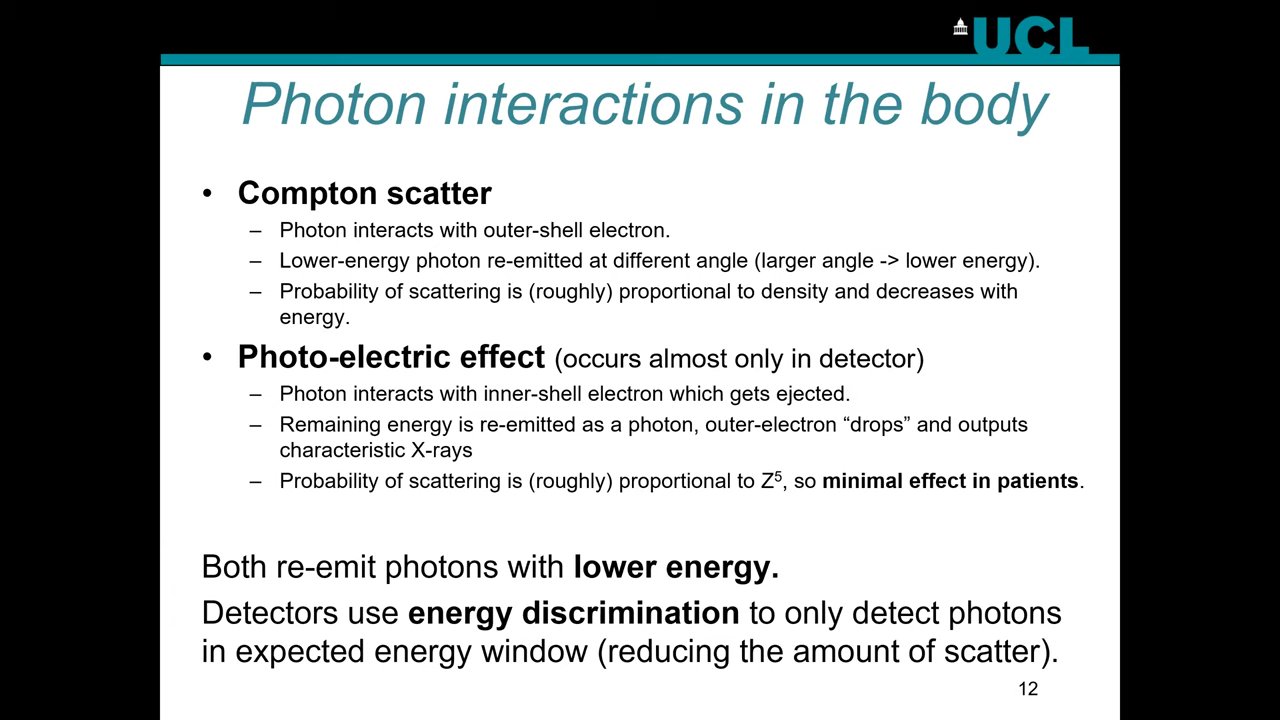 UCL
Photon interactions in the body
• Compton scatter
– Photon interacts with outer-shell electron.
– Lower-energy photon re-emitted at different angle (larger angle -> lower energy).
– Probability of scattering is (roughly) proportional to density and decreases with
energy.
• Photo-electric effect (occurs almost only in detector)
– Photon interacts with inner-shell electron which gets ejected.
– Remaining energy is re-emitted as a photon, outer-electron “drops” and outputs
characteristic X-rays
– Probability of scattering is (roughly) proportional to Z⁵, so minimal effect in patients.
Both re-emit photons with lower energy.
Detectors use energy discrimination to only detect photons
in expected energy window (reducing the amount of scatter).
12